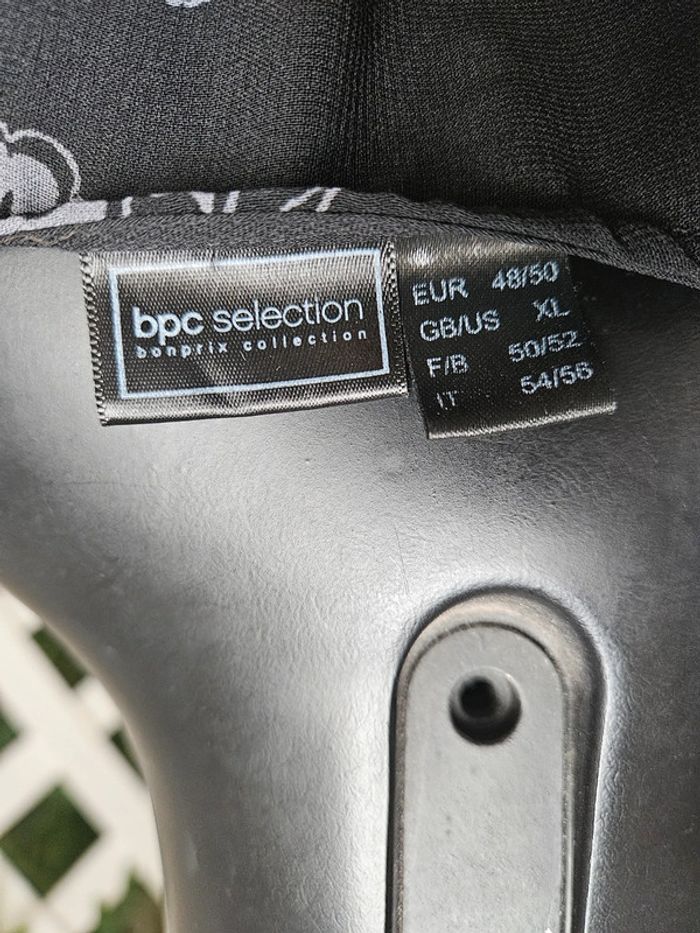 bpc selection
bonprix collection
EUR 48/50
GB/US XL
F/B 50/52
IT 54/56